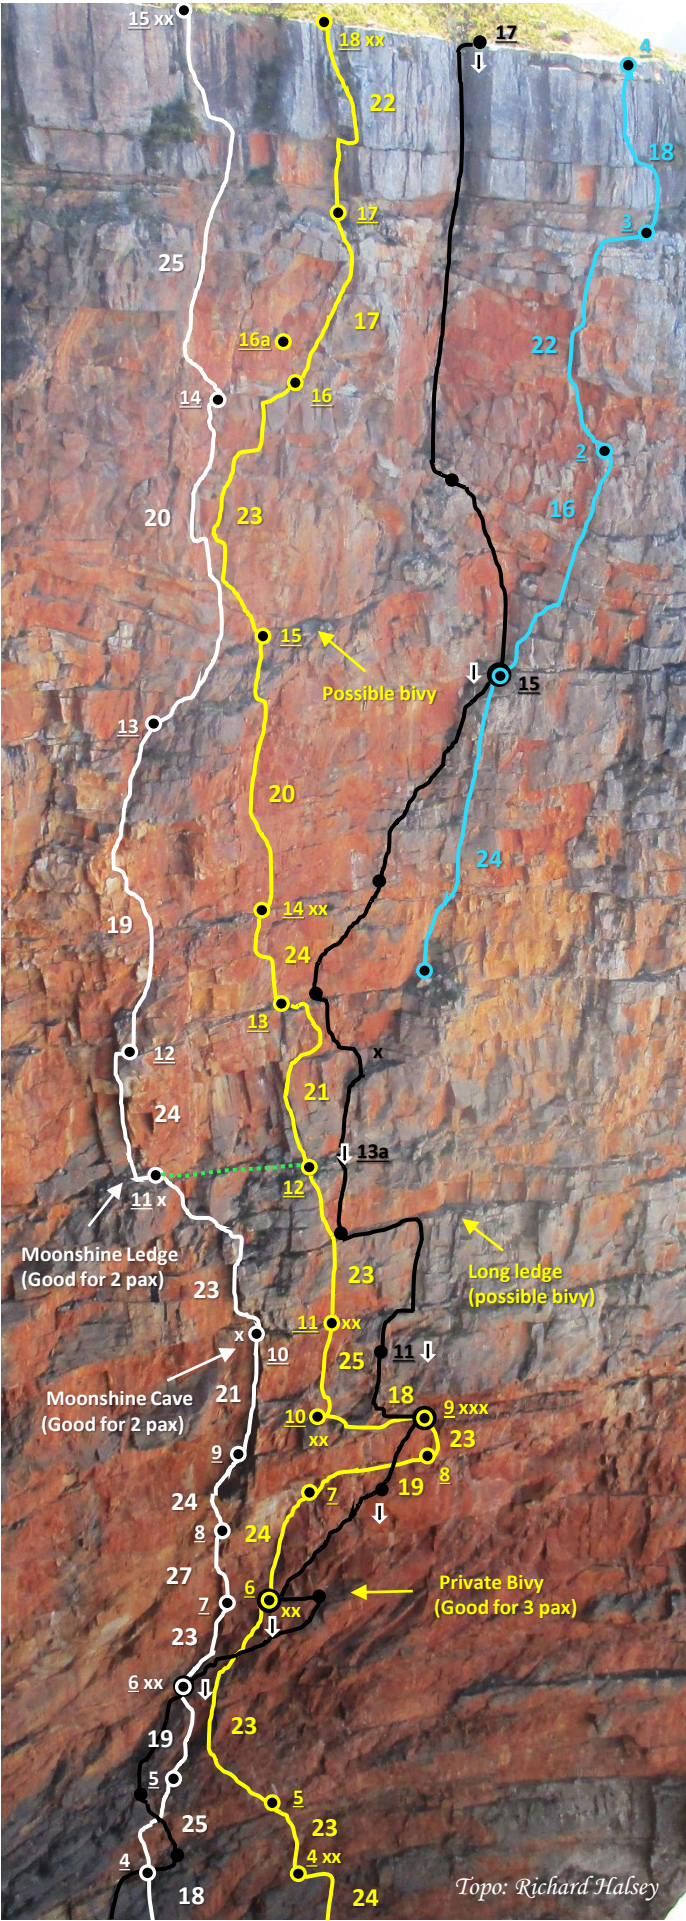 15 xx
18 xx
17
4
22
18
17
3
25
17
22
16a
16
14
2
16
20
23
15
Possible bivy
15
13
20
24
19
14 xx
24
13
12
x
21
24
13a
12
11 x
Moonshine Ledge
(Good for 2 pax)
23
23
Long ledge
(possible bivy)
11 xx
x
10
25
11
Moonshine Cave
(Good for 2 pax)
21
18
9 xxx
10
xx
23
9
8
19
7
24
24
8
27
6
xx
Private Bivy
(Good for 3 pax)
7
23
6 xx
23
19
5
5
25
23
4
4 xx
18
24
Topo: Richard Halsey